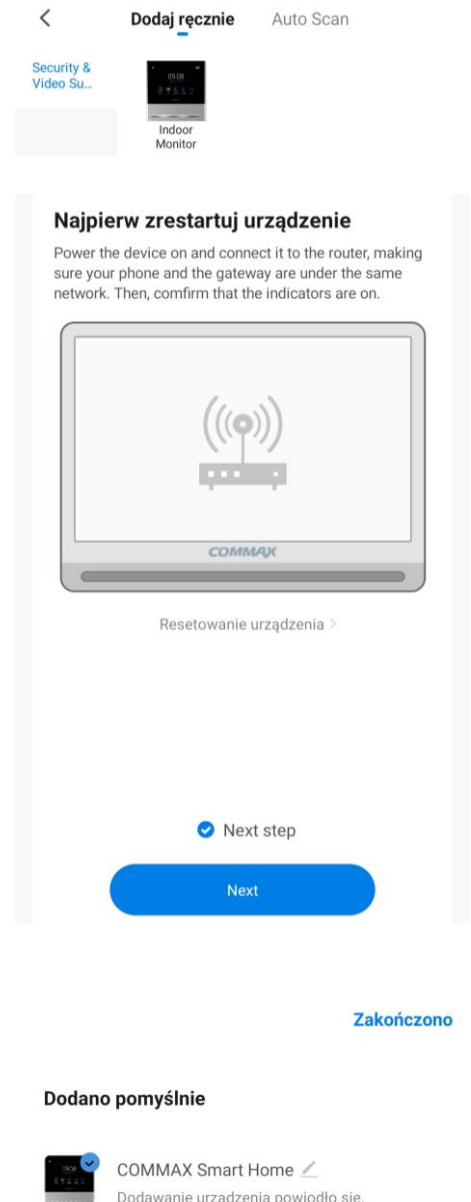 Dodaj ręcznie Auto Scan
Security &
Video Su...
09:08
Indoor
Monitor
Najpierw zrestartuj urządzenie
Power the device on and connect it to the router, making
sure your phone and the gateway are under the same
network. Then, comfirm that the indicators are on.
COMMAX
Resetowanie urządzenia >
Next step
Next
Zakończono
Dodano pomyślnie
COMMAX Smart Home
Dodawanie urządzenia powiodło się.